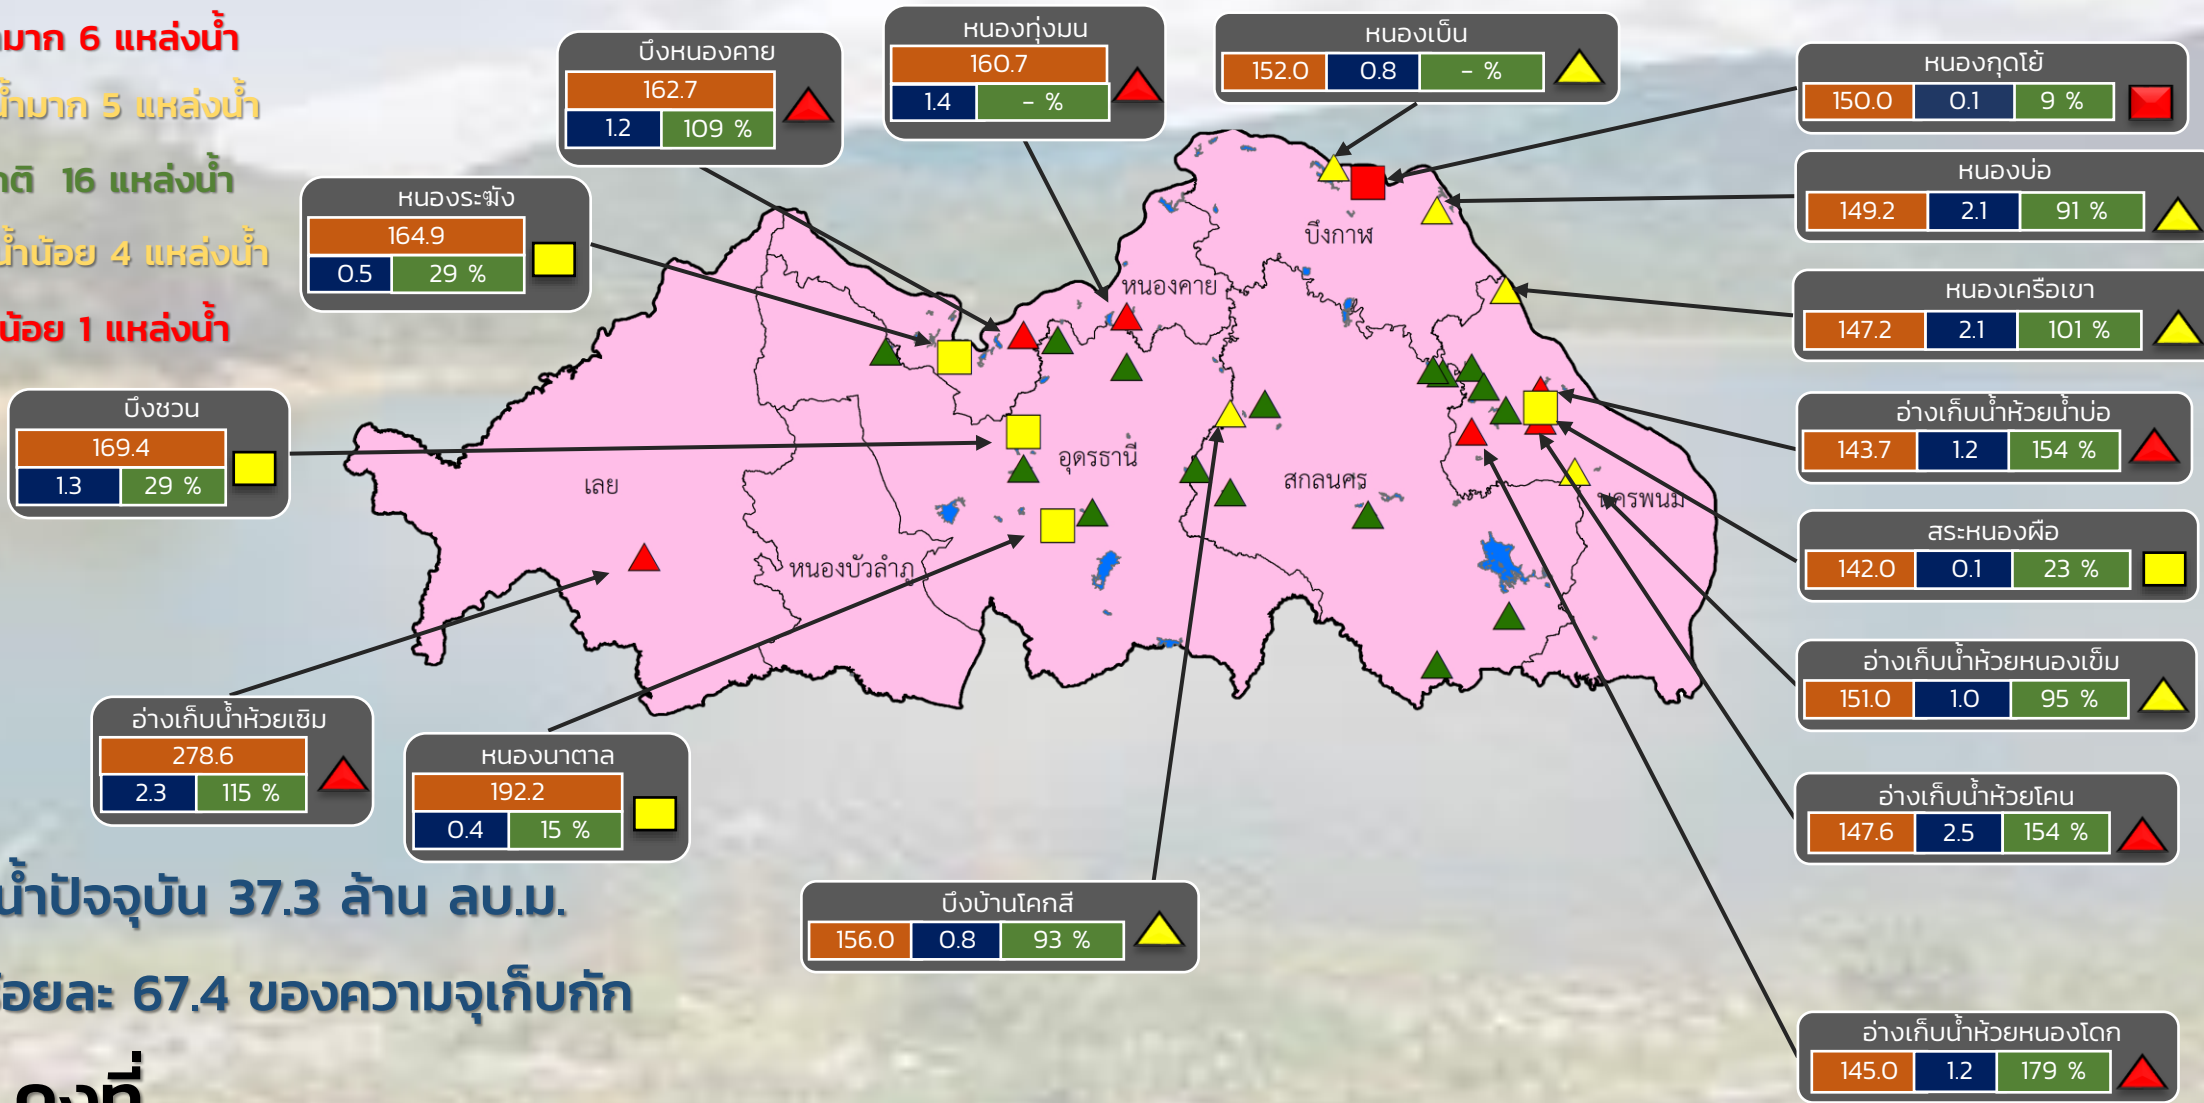 มาก 6 แหล่งน้ำ
น้ำมาก 5 แหล่งน้ำ
16 แหล่งน้ำ
น้ำน้อย 4 แหล่งน้ำ
น้อย 1 แหล่งน้ำ
บึงหนองคาย
162.7
1.2 109 %
หนองทุ่งมน
160.7
1.4 - %
หนองเบ็น
152.0 0.8 - %
หนองกุดโย้
150.0 0.1 9 %
หนองบ่อ
149.2 2.1 91 %
หนองระฆัง
164.9
0.5 29 %
หนองเครือเขา
147.2 2.1 101 %
บึงชวน
169.4
1.3 29 %
อ่างเก็บน้ำห้วยน้ำบ่อ
143.7 1.2 154 %
สระหนองผือ
142.0 0.1 23 %
อ่างเก็บน้ำห้วยหนองเข็ม
151.0 1.0 95 %
อ่างเก็บน้ำห้วยโคน
147.6 2.5 154 %
อ่างเก็บน้ำห้วยหนองโดก
145.0 1.2 179 %
บึงกาฬ
หนองคาย
อุดรธานี
เลย
สกลนคร
นครพนม
หนองบัวลำภู
อ่างเก็บน้ำห้วยเชิม
278.6
2.3 115 %
หนองนาตาล
192.2
0.4 15 %
บึงบ้านโคกสี
156.0 0.8 93 %
น้ำปัจจุบัน 37.3 ล้าน ลบ.ม.
้อยละ 67.4 ของความจุเก็บกัก